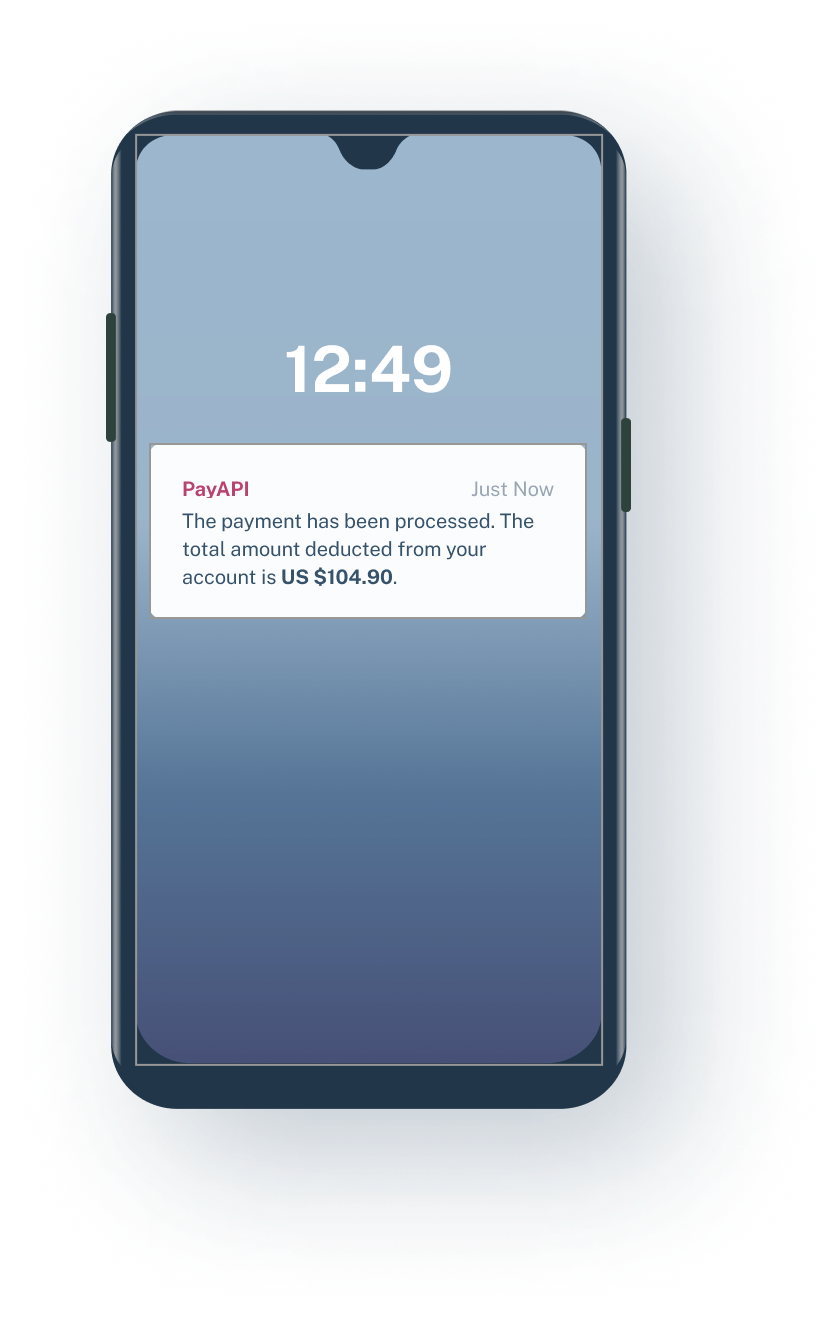 12:49
PayAPI Just Now
The payment has been processed. The
total amount deducted from your
account is US $104.90.